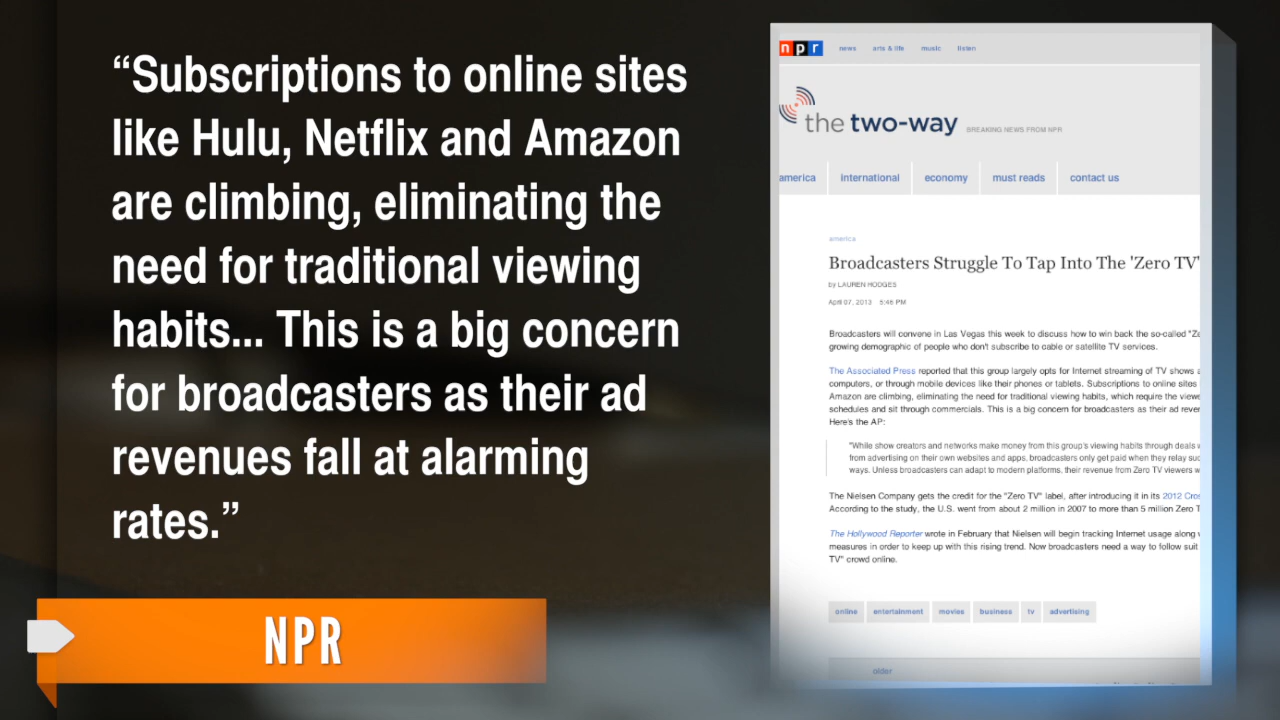 “Subscriptions to online sites
like Hulu, Netflix and Amazon
are climbing, eliminating the
need for traditional viewing
habits... This is a big concern
for broadcasters as their ad
revenues fall at alarming
rates.”
NPR
npr news arts & life music listen
the two-way BREAKING NEWS FROM NPR
america international economy must reads contact us
america
Broadcasters Struggle To Tap Into The 'Zero TV'
by LAUREN HODGES
April 07, 2013 5:46 PM
Broadcasters will convene in Las Vegas this week to discuss how to win back the so-called
growing demographic of people who don't subscribe to cable or satellite TV services.
The Associated Press reported that this group largely opts for Internet streaming of TV shows
computers, or through mobile devices like their phones or tablets. Subscriptions to online sites
Amazon are climbing, eliminating the need for traditional viewing habits, which require the
schedules and sit through commercials. This is a big concern for broadcasters as their ad
Here's the AP:
"While show creators and networks make money from this group's viewing habits through deals
from advertising on their own websites and apps, broadcasters only get paid when they relay
ways. Unless broadcasters can adapt to modern platforms, their revenue from Zero TV viewers
The Nielsen Company gets the credit for the "Zero TV" label, after introducing it in its 2012
According to the study, the U.S. went from about 2 million in 2007 to more than 5 million Zero
The Hollywood Reporter wrote in February that Nielsen will begin tracking Internet usage along
measures in order to keep up with this rising trend. Now broadcasters need a way to follow suit
TV" crowd online.
online entertainment movies business tv advertising
older